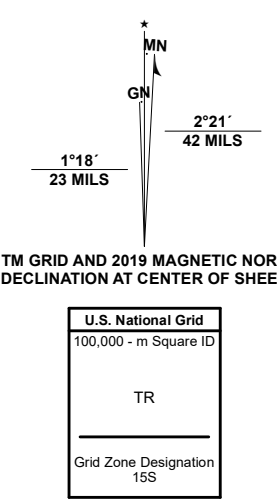 MN
GN
2°21´
42 MILS
1°18´
23 MILS
TM GRID AND 2019 MAGNETIC NOR
DECLINATION AT CENTER OF SHEE
U.S. National Grid
100,000 - m Square ID
TR
Grid Zone Designation
15S